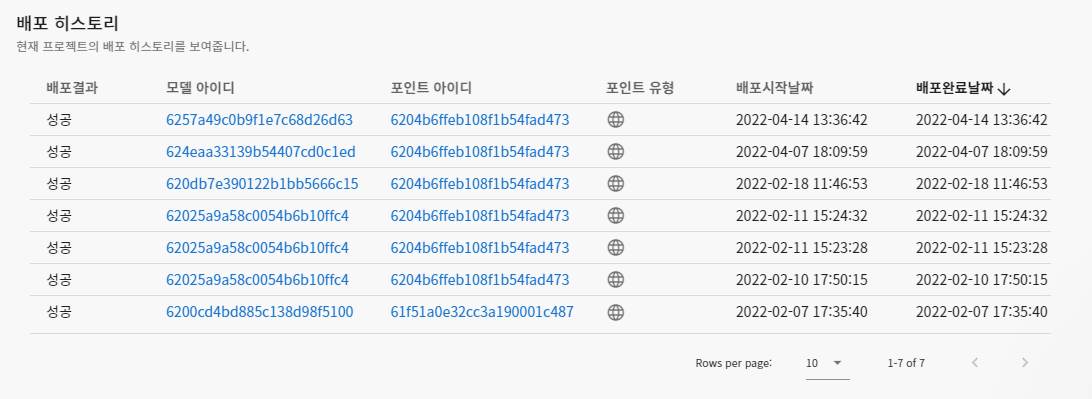 배포 히스토리
현재 프로젝트의 배포 히스토리를 보여줍니다.
배포결과 모델 아이디 포인트 아이디 포인트 유형 배포시작날짜 배포완료날짜
성공 6257a49c0b9f1e7c68d26d63 6204b6ffeb108f1b54fad473 2022-04-14 13:36:42 2022-04-14 13:36:42
성공 624eaa33139b54407cd0c1ed 6204b6ffeb108f1b54fad473 2022-04-07 18:09:59 2022-04-07 18:09:59
성공 620db7e390122b1bb5666c15 6204b6ffeb108f1b54fad473 2022-02-18 11:46:53 2022-02-18 11:46:53
성공 62025a9a58c0054b6b10ffc4 6204b6ffeb108f1b54fad473 2022-02-11 15:24:32 2022-02-11 15:24:32
성공 62025a9a58c0054b6b10ffc4 6204b6ffeb108f1b54fad473 2022-02-11 15:23:28 2022-02-11 15:23:28
성공 62025a9a58c0054b6b10ffc4 6204b6ffeb108f1b54fad473 2022-02-10 17:50:15 2022-02-10 17:50:15
성공 6200cd4bd885c138d98f5100 61f51a0e32cc3a190001c487 2022-02-07 17:35:40 2022-02-07 17:35:40
Rows per page: 10 1-7 of 7